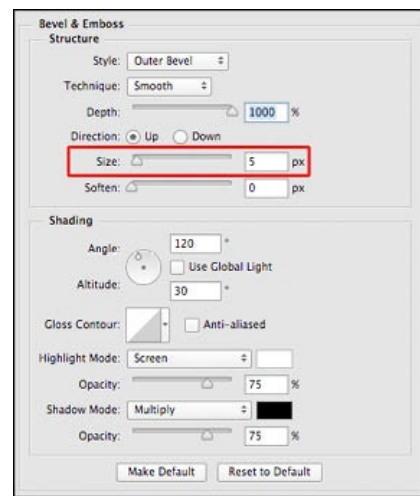 Bevel & Emboss
Structure
Style: Outer Bevel
Technique: Smooth
Depth: 1000 %
Direction: Up Down
Size: 5 px
Soften: 0 px
Shading
Angle: 120 °
Use Global Light
Altitude: 30 °
Gloss Contour: Anti-aliased
Highlight Mode: Screen
Opacity: 75 %
Shadow Mode: Multiply
Opacity: 75 %
Make Default Reset to Default